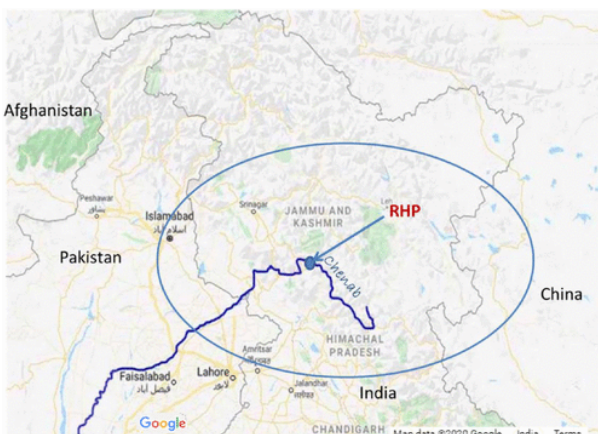 Afghanistan
Peshawar
پشاور
Islamabad
اسلام آباد
Srinagar
JAMMU AND
KASHMIR
Leh
RHP
Pakistan
Chenab
China
HIMACHAL
PRADESH
Amritsar
Faisalabad
فیصل آباد
Lahore
لاہور
Jalandhar
India
Google
CHANDIGARH
Map data ©2020 Google India Terms